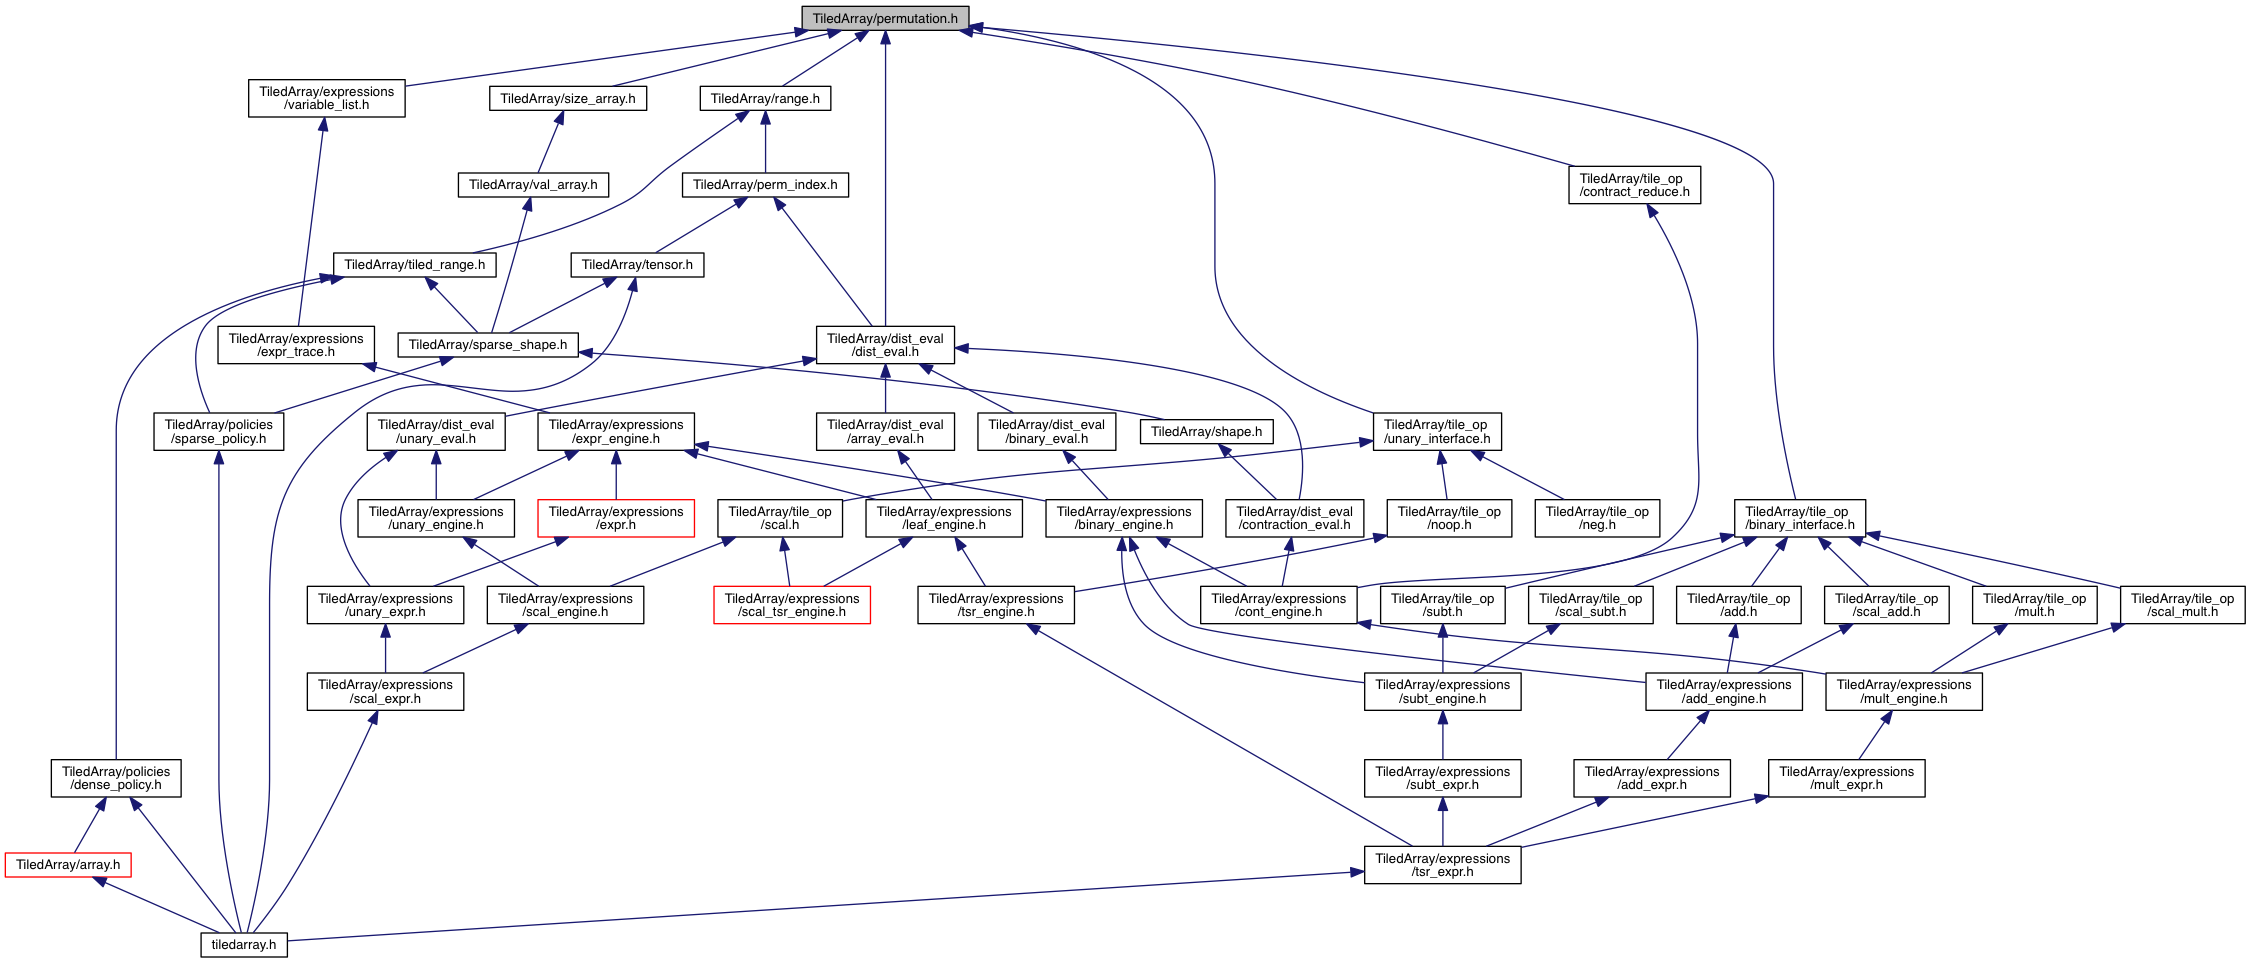 TiledArray/permutation.h
TiledArray/expressions
/variable_list.h
TiledArray/size_array.h
TiledArray/range.h
TiledArray/val_array.h
TiledArray/perm_index.h
TiledArray/tile_op
/contract_reduce.h
TiledArray/tiled_range.h
TiledArray/tensor.h
TiledArray/expressions
/expr_trace.h
TiledArray/sparse_shape.h
TiledArray/dist_eval
/dist_eval.h
TiledArray/policies
/sparse_policy.h
TiledArray/dist_eval
/unary_eval.h
TiledArray/expressions
/expr_engine.h
TiledArray/dist_eval
/array_eval.h
TiledArray/dist_eval
/binary_eval.h
TiledArray/shape.h
TiledArray/tile_op
/unary_interface.h
TiledArray/expressions
/unary_engine.h
TiledArray/expressions
/expr.h
TiledArray/tile_op
/scal.h
TiledArray/expressions
/leaf_engine.h
TiledArray/expressions
/binary_engine.h
TiledArray/dist_eval
/contraction_eval.h
TiledArray/tile_op
/noop.h
TiledArray/tile_op
/neg.h
TiledArray/tile_op
/binary_interface.h
TiledArray/expressions
/unary_expr.h
TiledArray/expressions
/scal_engine.h
TiledArray/expressions
/scal_tsr_engine.h
TiledArray/expressions
/tsr_engine.h
TiledArray/expressions
/cont_engine.h
TiledArray/tile_op
/subt.h
TiledArray/tile_op
/scal_subt.h
TiledArray/tile_op
/add.h
TiledArray/tile_op
/scal_add.h
TiledArray/tile_op
/mult.h
TiledArray/tile_op
/scal_mult.h
TiledArray/expressions
/scal_expr.h
TiledArray/expressions
/subt_engine.h
TiledArray/expressions
/add_engine.h
TiledArray/expressions
/mult_engine.h
TiledArray/policies
/dense_policy.h
TiledArray/expressions
/subt_expr.h
TiledArray/expressions
/add_expr.h
TiledArray/expressions
/mult_expr.h
TiledArray/array.h
TiledArray/expressions
/tsr_expr.h
tiledarray.h